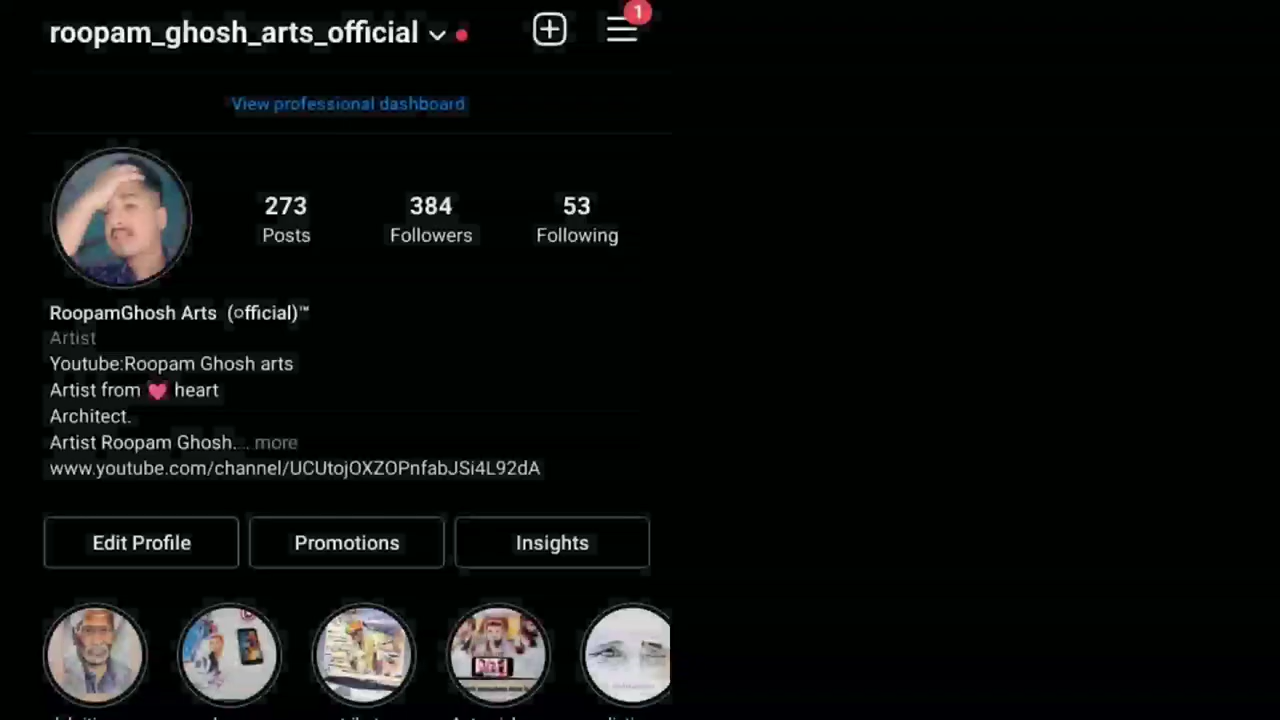 roopam_ghosh_arts_official
1
View professional dashboard
273 384 53
Posts Followers Following
RoopamGhosh Arts (official)™
Artist
Youtube:Roopam Ghosh arts
Artist from 💗 heart
Architect.
Artist Roopam Ghosh.... more
www.youtube.com/channel/UCUtojOXZOPnfabJSi4L92dA
Edit Profile Promotions Insights